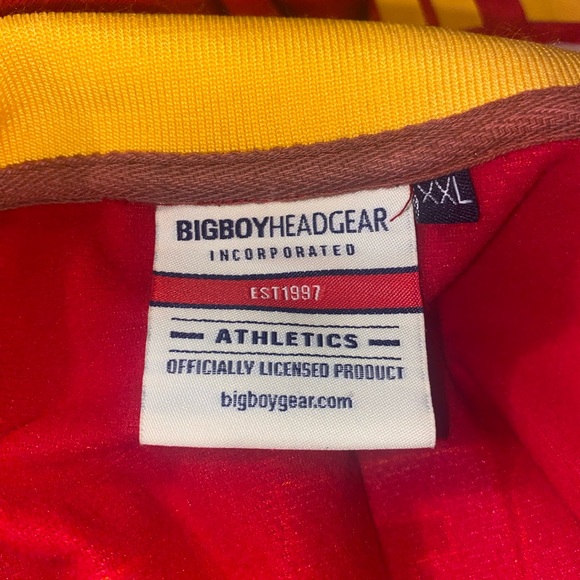 BIGBOYHEADGEAR
INCORPORATED
EST1997
ATHLETICS
OFFICIALLY LICENSED PRODUCT
bigboygear.com
XXL